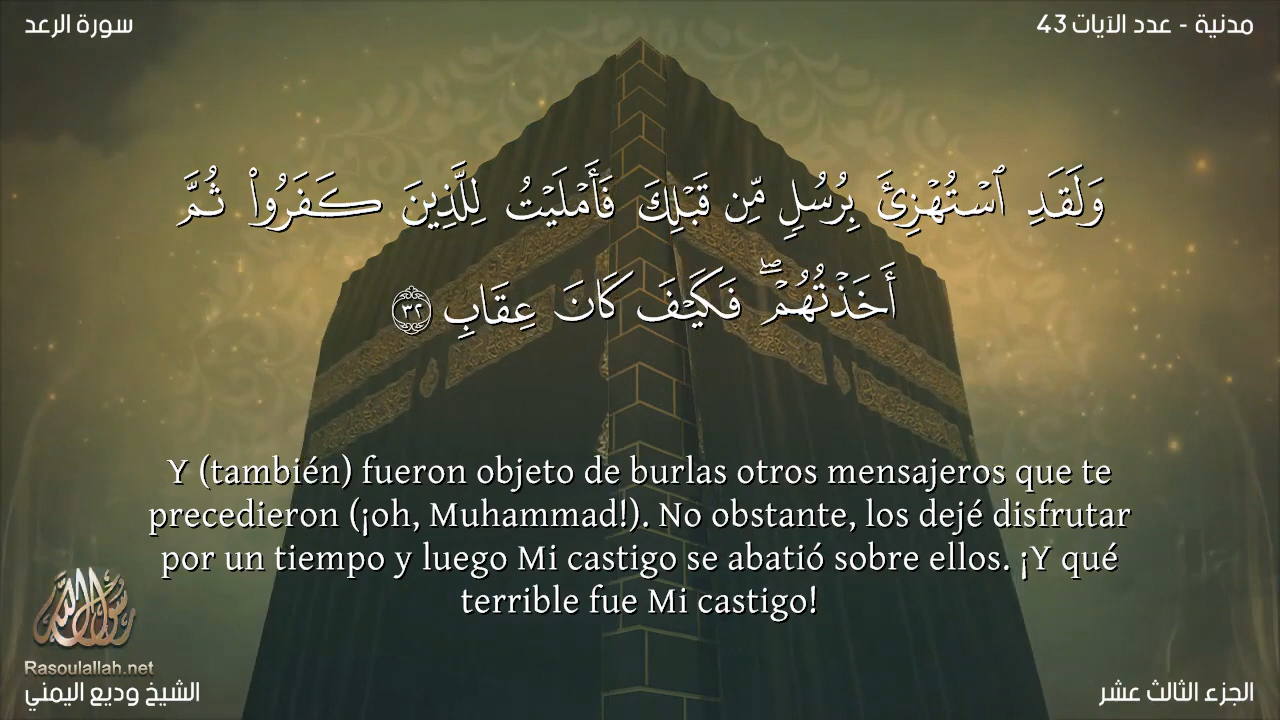 سورة الرعد
مدنية - عدد الآيات 43
وَلَقَدِ ٱسْتُهْزِئَ بِرُسُلٍ مِّن قَبْلِكَ فَأَمْلَيْتُ لِلَّذِينَ كَفَرُوا۟ ثُمَّ
أَخَذْتُهُمْ ۖ فَكَيْفَ كَانَ عِقَابِ ٣٢
Y (también) fueron objeto de burlas otros mensajeros que te
precedieron (¡oh, Muhammad!). No obstante, los dejé disfrutar
por un tiempo y luego Mi castigo se abatió sobre ellos. ¡Y qué
terrible fue Mi castigo!
رسول الله
Rasoulallah.net
الشيخ وديع اليمني
الجزء الثالث عشر